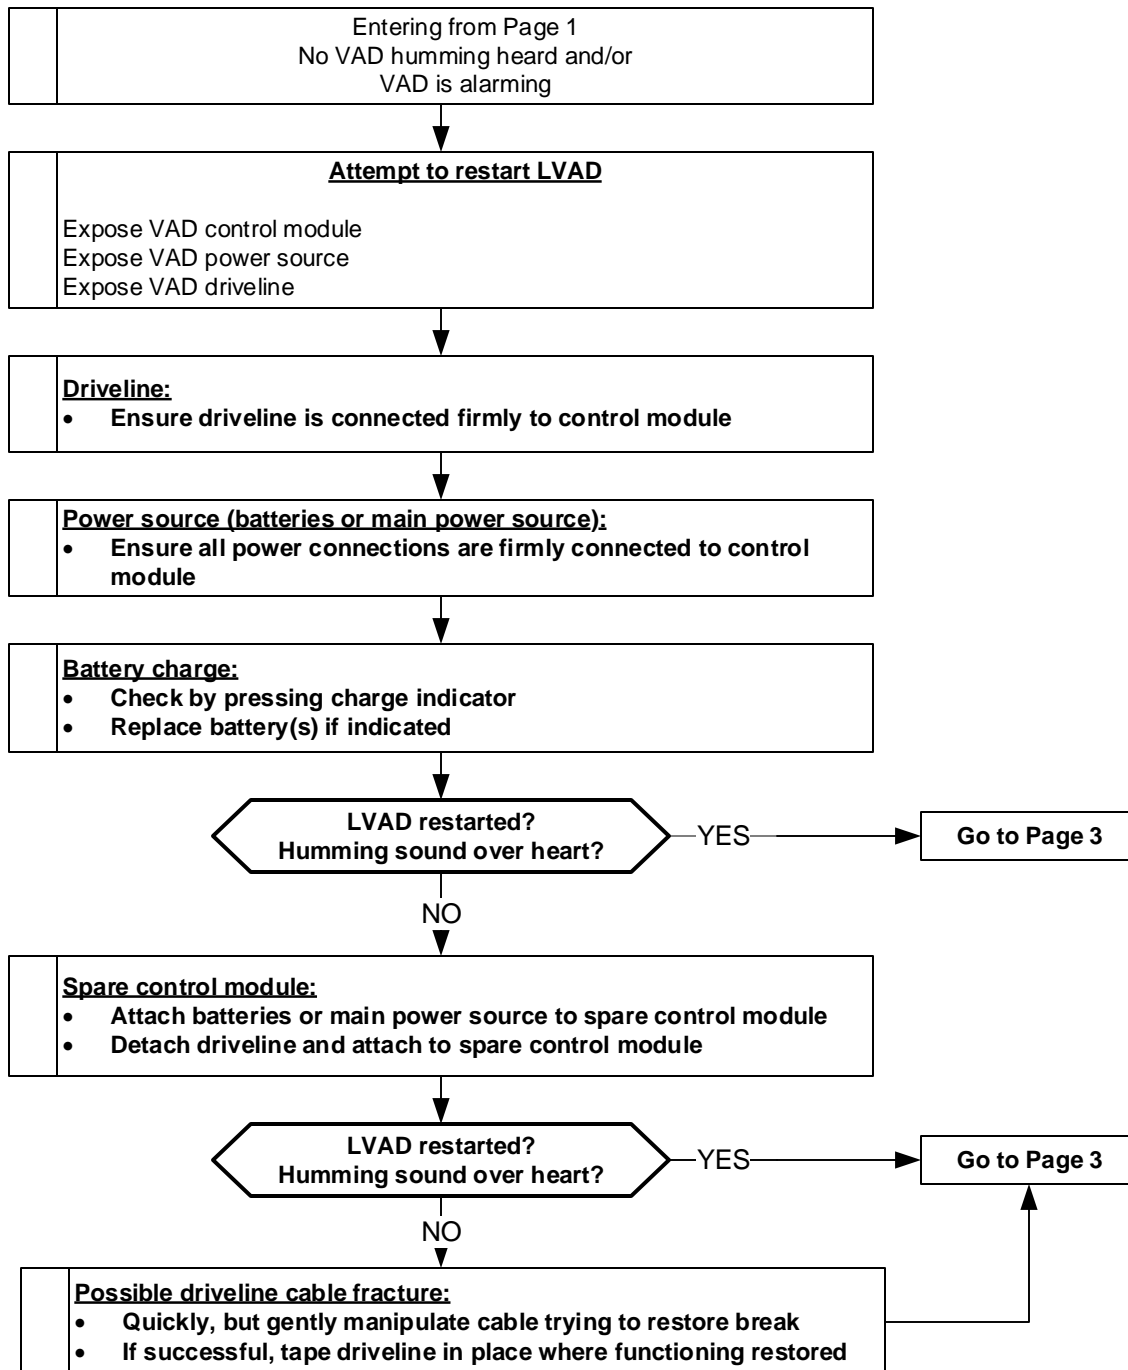 Entering from Page 1
No VAD humming heard and/or
VAD is alarming
Attempt to restart LVAD
Expose VAD control module
Expose VAD power source
Expose VAD driveline
Driveline:
• Ensure driveline is connected firmly to control module
Power source (batteries or main power source):
• Ensure all power connections are firmly connected to control
module
Battery charge:
• Check by pressing charge indicator
• Replace battery(s) if indicated
LVAD restarted?
Humming sound over heart?
YES
Go to Page 3
NO
Spare control module:
• Attach batteries or main power source to spare control module
• Detach driveline and attach to spare control module
LVAD restarted?
Humming sound over heart?
YES
Go to Page 3
NO
Possible driveline cable fracture:
• Quickly, but gently manipulate cable trying to restore break
• If successful, tape driveline in place where functioning restored